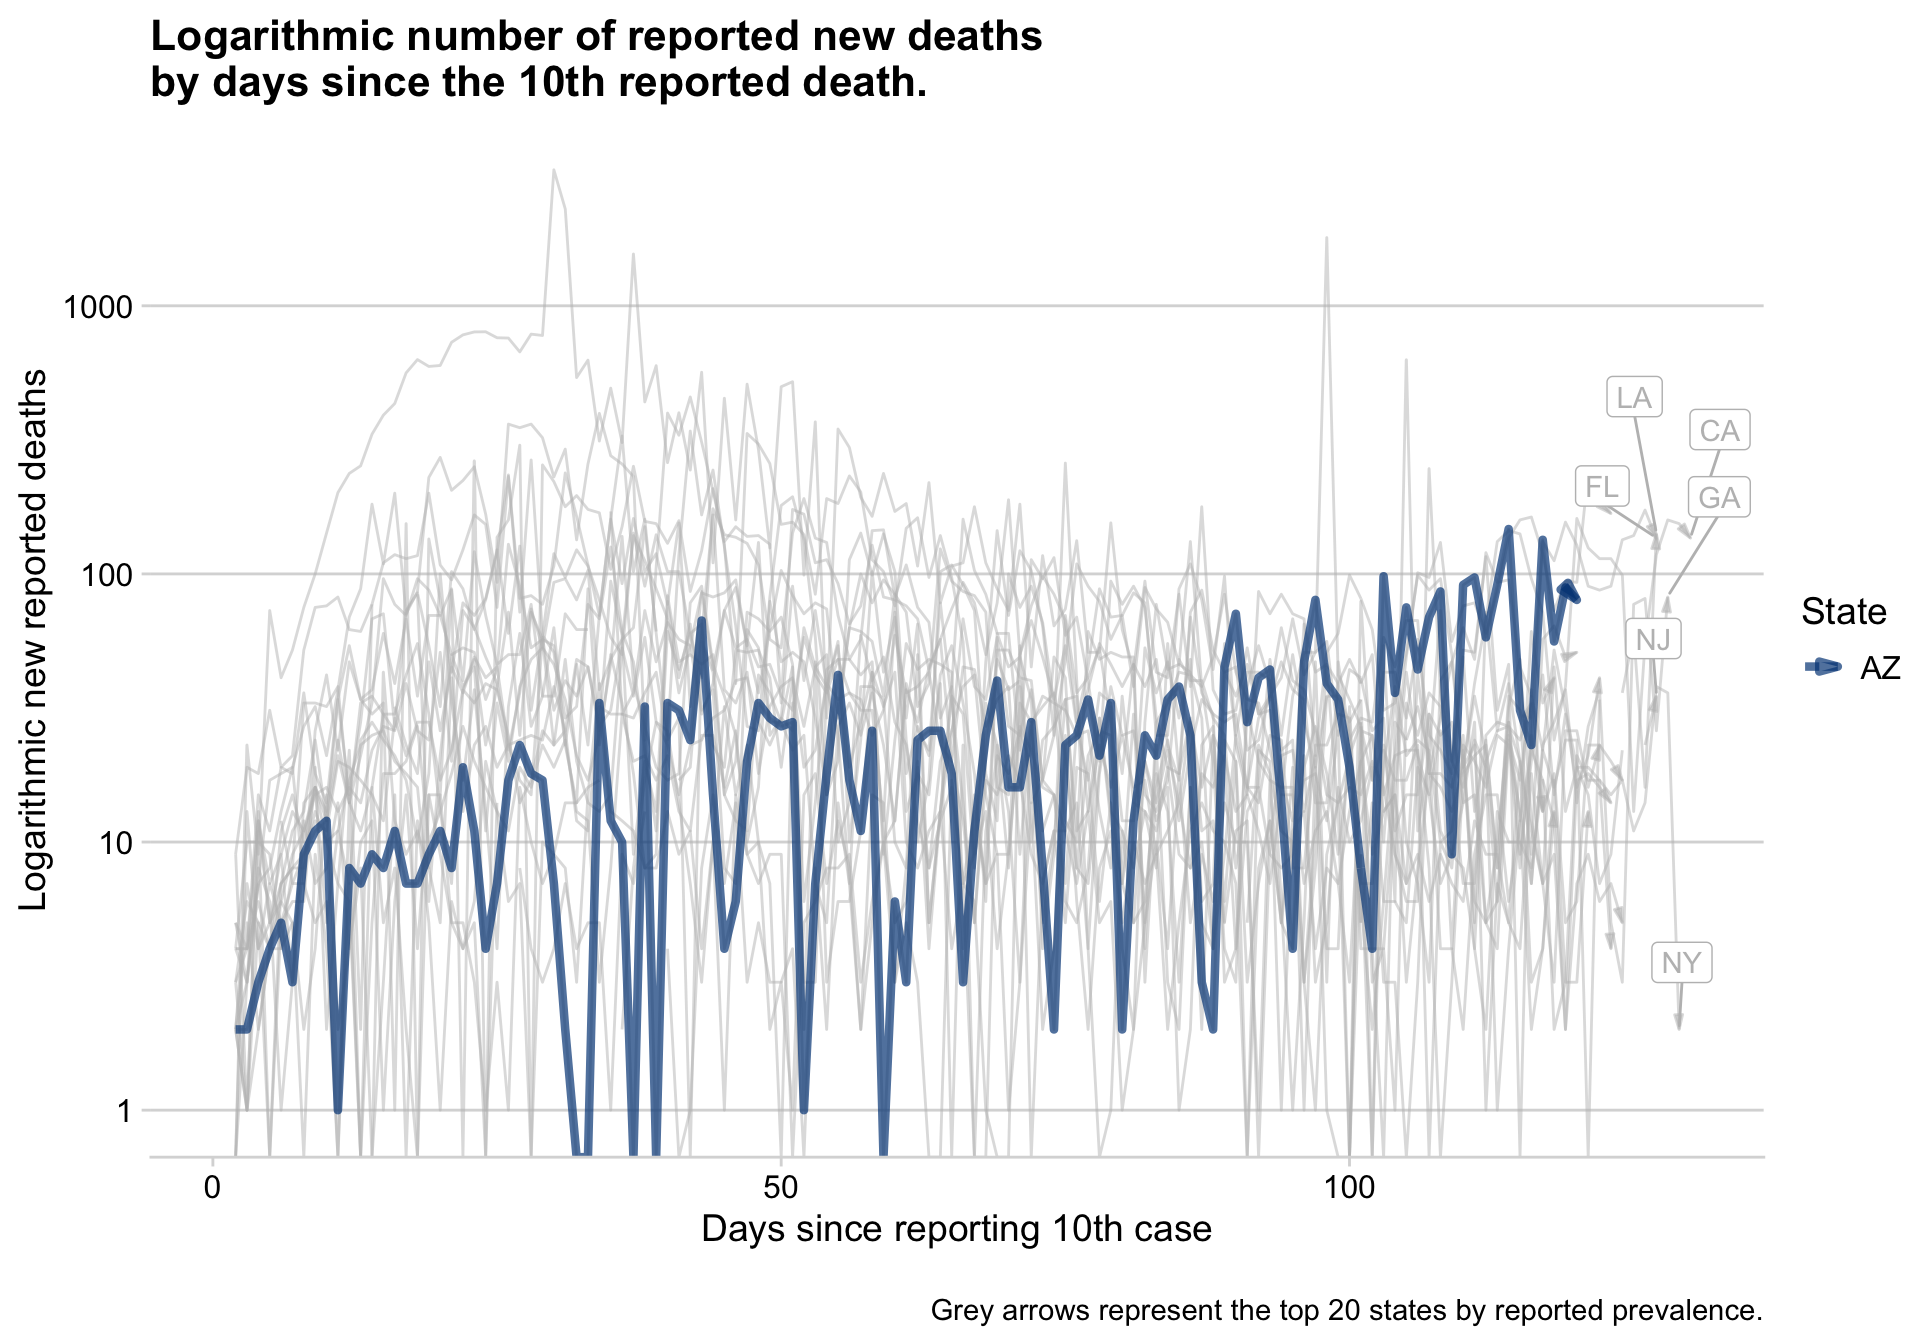 Logarithmic number of reported new deaths
by days since the 10th reported death.
Logarithmic new reported deaths
1000
100
10
1
LA
CA
FL
GA
NJ
NY
State
AZ
0
50
100
Days since reporting 10th case
Grey arrows represent the top 20 states by reported prevalence.